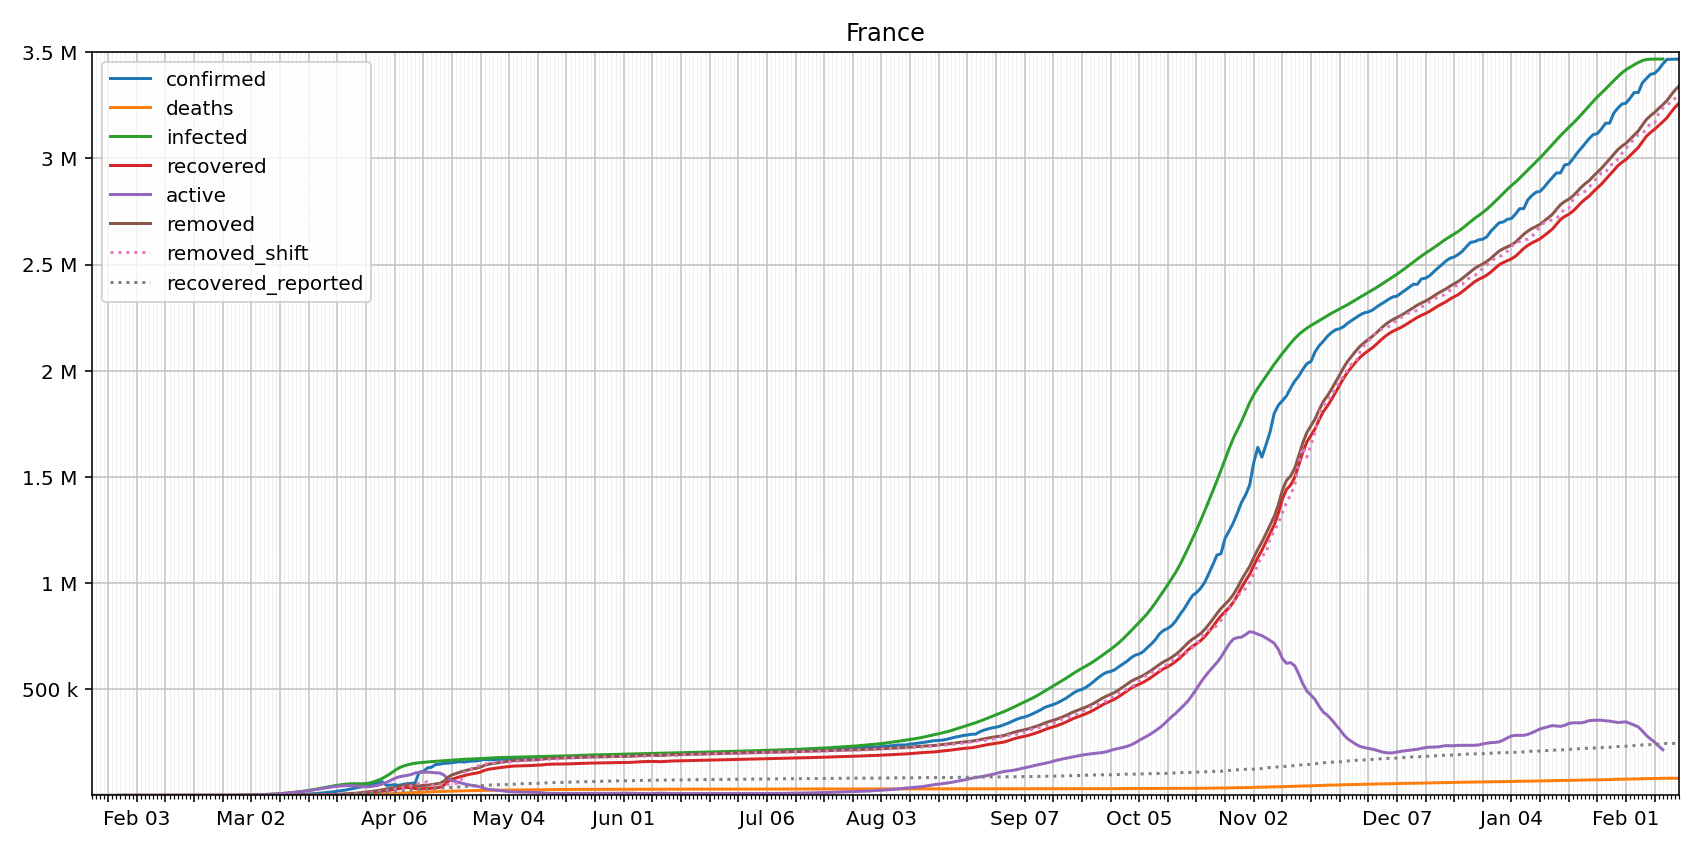 France
3.5 M
3 M
2.5 M
2 M
1.5 M
1 M
500 k
confirmed
deaths
infected
recovered
active
removed
removed_shift
recovered_reported
Feb 03 Mar 02 Apr 06 May 04 Jun 01 Jul 06 Aug 03 Sep 07 Oct 05 Nov 02 Dec 07 Jan 04 Feb 01